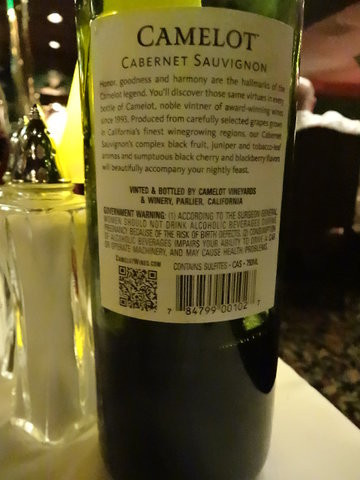 CAMELOT™
CABERNET SAUVIGNON
Honor, goodness and harmony are the hallmarks of the
Camelot legend. You'll discover those same virtues in every
bottle of Camelot, noble vintner of award-winning wines
since 1993. Produced from carefully selected grapes grown
in California's finest winegrowing regions, our Cabernet
Sauvignon's complex black fruit, juniper and tobacco-leaf
aromas and sumptuous black cherry and blackberry flavors
will beautifully accompany your nightly feast.
VINTED & BOTTLED BY CAMELOT VINEYARDS
& WINERY, PARLIER, CALIFORNIA
GOVERNMENT WARNING: (1) ACCORDING TO THE SURGEON GENERAL,
WOMEN SHOULD NOT DRINK ALCOHOLIC BEVERAGES DURING
PREGNANCY BECAUSE OF THE RISK OF BIRTH DEFECTS. (2) CONSUMPTION
OF ALCOHOLIC BEVERAGES IMPAIRS YOUR ABILITY TO DRIVE A CAR
OR OPERATE MACHINERY, AND MAY CAUSE HEALTH PROBLEMS.
CAMELOTWINES.COM
CONTAINS SULFITES • CA5 • 750ML
7 84799 00102 7